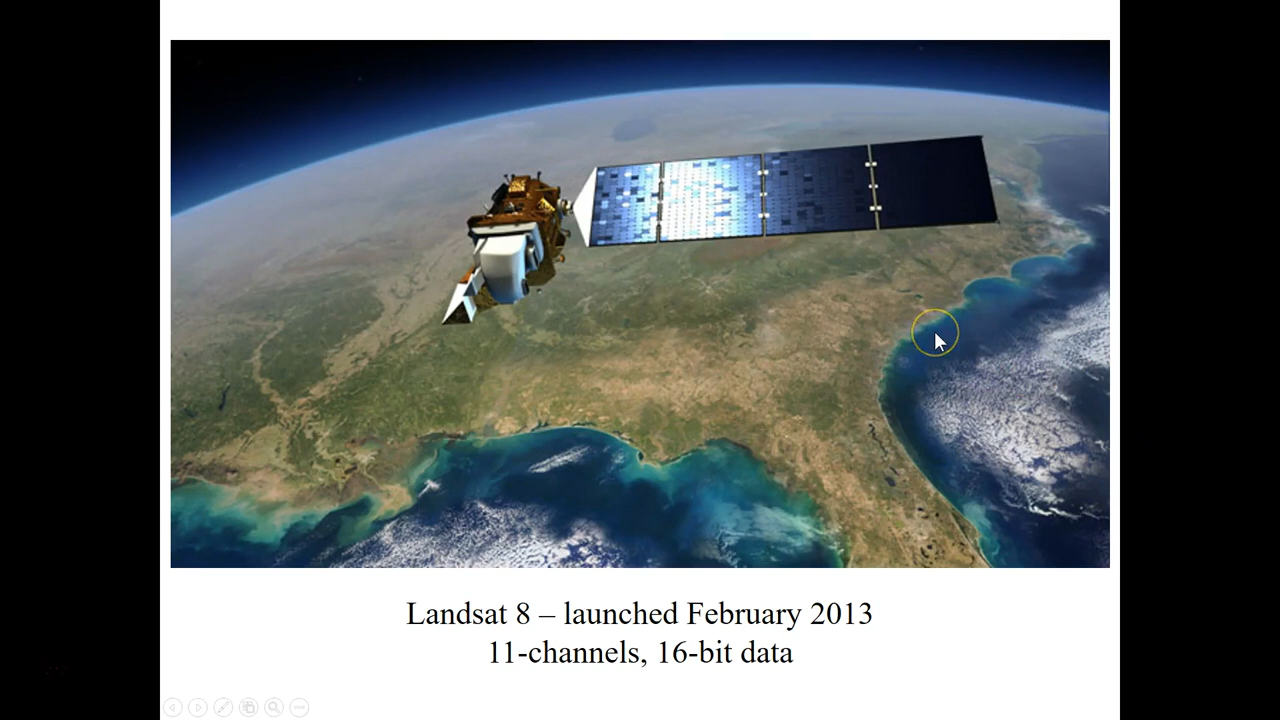 Landsat 8 – launched February 2013
11-channels, 16-bit data